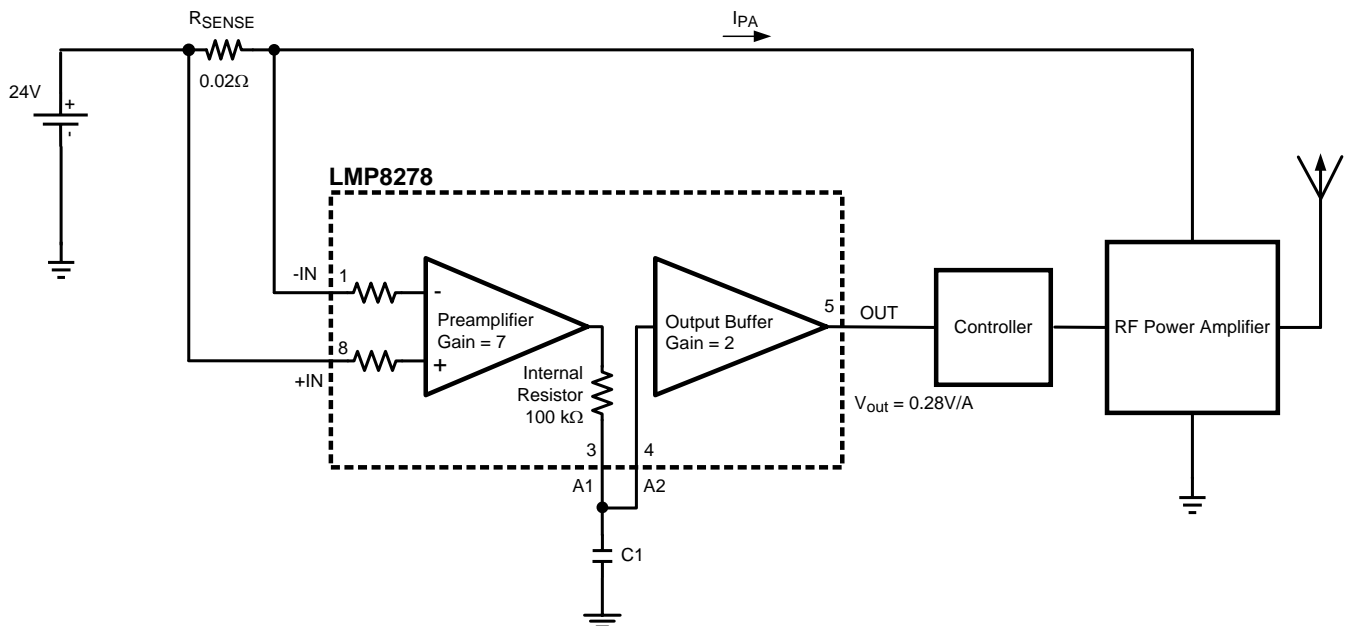 RSENSE
IPA
0.02Ω
24V
+
-
LMP8278
-IN
1
-
Preamplifier
Gain = 7
+
8
+IN
Internal
Resistor
100 kΩ
3
A1
4
A2
Output Buffer
Gain = 2
5
OUT
Controller
RF Power Amplifier
Vout = 0.28V/A
C1